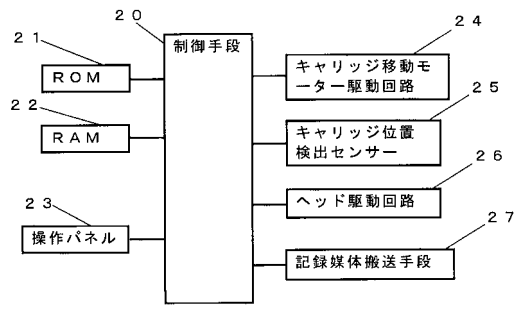 ２０
２１
ROM
２２
RAM
２３
操作パネル
制御手段
２４
キャリッジ移動モ
ーター駆動回路
２５
キャリッジ位置
検出センサー
２６
ヘッド駆動回路
２７
記録媒体搬送手段